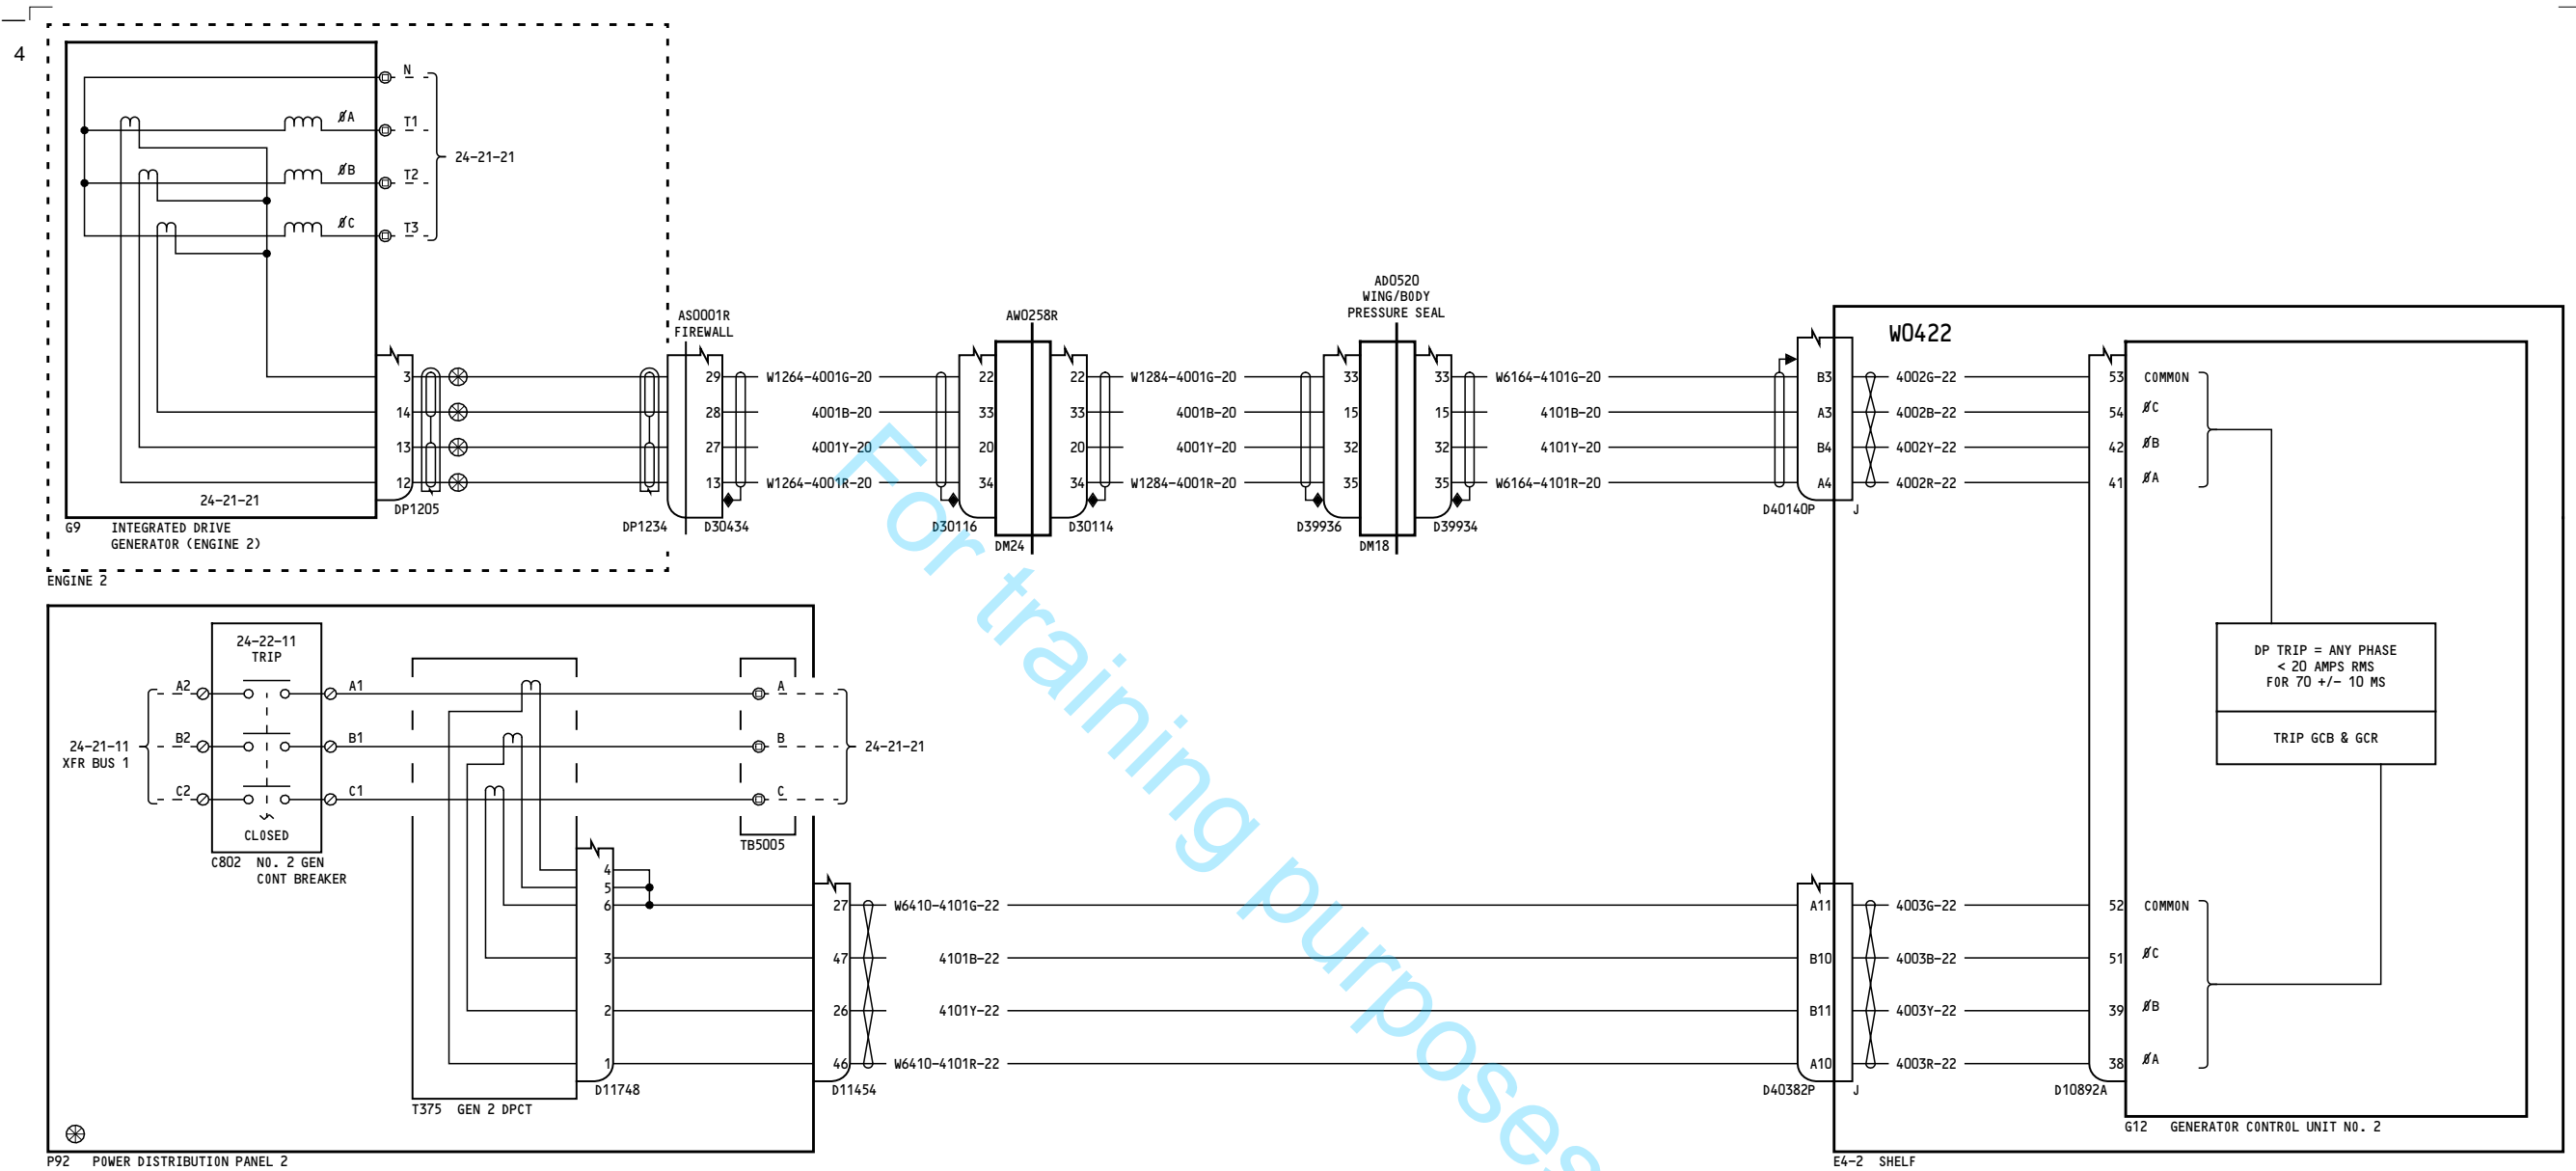 4
N
ØA
T1
ØB
T2
ØC
T3
24-21-21
3
14
13
12
24-21-21
DP1205
G9 INTEGRATED DRIVE
GENERATOR (ENGINE 2)
ENGINE 2
AS0001R
FIREWALL
29
28
27
13
DP1234
D30434
W1264-4001G-20
4001B-20
4001Y-20
W1264-4001R-20
AW0258R
22
33
20
34
22
33
20
34
D30116
D30114
DM24
W1284-4001G-20
4001B-20
4001Y-20
W1284-4001R-20
AD0520
WING/BODY
PRESSURE SEAL
33
15
32
35
33
15
32
35
D39936
D39934
DM18
W6164-4101G-20
4101B-20
4101Y-20
W6164-4101R-20
B3
A3
B4
A4
D40140P
J
W0422
4002G-22
4002B-22
4002Y-22
4002R-22
53
54
42
41
COMMON
ØC
ØB
ØA
DP TRIP = ANY PHASE
< 20 AMPS RMS
FOR 70 +/- 10 MS
TRIP GCB & GCR
24-22-11
TRIP
A2
A1
B2
B1
C2
C1
24-21-11
XFR BUS 1
CLOSED
C802 NO. 2 GEN
CONT BREAKER
A
B
C
24-21-21
TB5005
4
5
6
3
2
1
D11748
T375 GEN 2 DPCT
27
47
26
46
D11454
W6410-4101G-22
4101B-22
4101Y-22
W6410-4101R-22
A11
B10
B11
A10
D40382P
J
4003G-22
4003B-22
4003Y-22
4003R-22
52
51
39
38
COMMON
ØC
ØB
ØA
D10892A
G12 GENERATOR CONTROL UNIT NO. 2
P92 POWER DISTRIBUTION PANEL 2
E4-2 SHELF
For training purposes